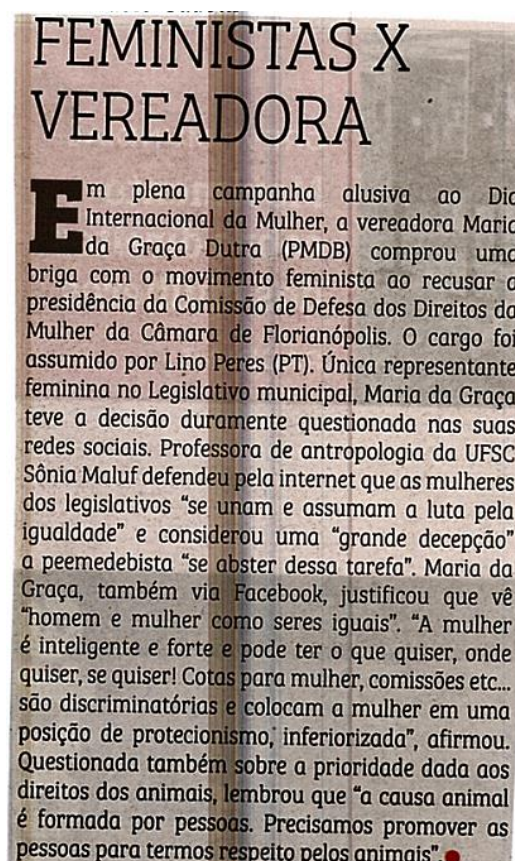 FEMINISTAS X
VEREADORA
Em plena campanha alusiva ao Dia
Internacional da Mulher, a vereadora Maria
da Graça Dutra (PMDB) comprou uma
briga com o movimento feminista ao recusar a
presidência da Comissão de Defesa dos Direitos da
Mulher da Câmara de Florianópolis. O cargo foi
assumido por Lino Peres (PT). Única representante
feminina no Legislativo municipal, Maria da Graça
teve a decisão duramente questionada nas suas
redes sociais. Professora de antropologia da UFSC
Sônia Maluf defendeu pela internet que as mulheres
dos legislativos "se unam e assumam a luta pela
igualdade" e considerou uma "grande decepção"
a peemedebista "se abster dessa tarefa". Maria da
Graça, também via Facebook, justificou que vê
"homem e mulher como seres iguais". "A mulher
é inteligente e forte e pode ter o que quiser, onde
quiser, se quiser! Cotas para mulher, comissões etc...
são discriminatórias e colocam a mulher em uma
posição de protecionismo, inferiorizada", afirmou.
Questionada também sobre a prioridade dada aos
direitos dos animais, lembrou que "a causa animal
é formada por pessoas. Precisamos promover as
pessoas para termos respeito pelos animais".